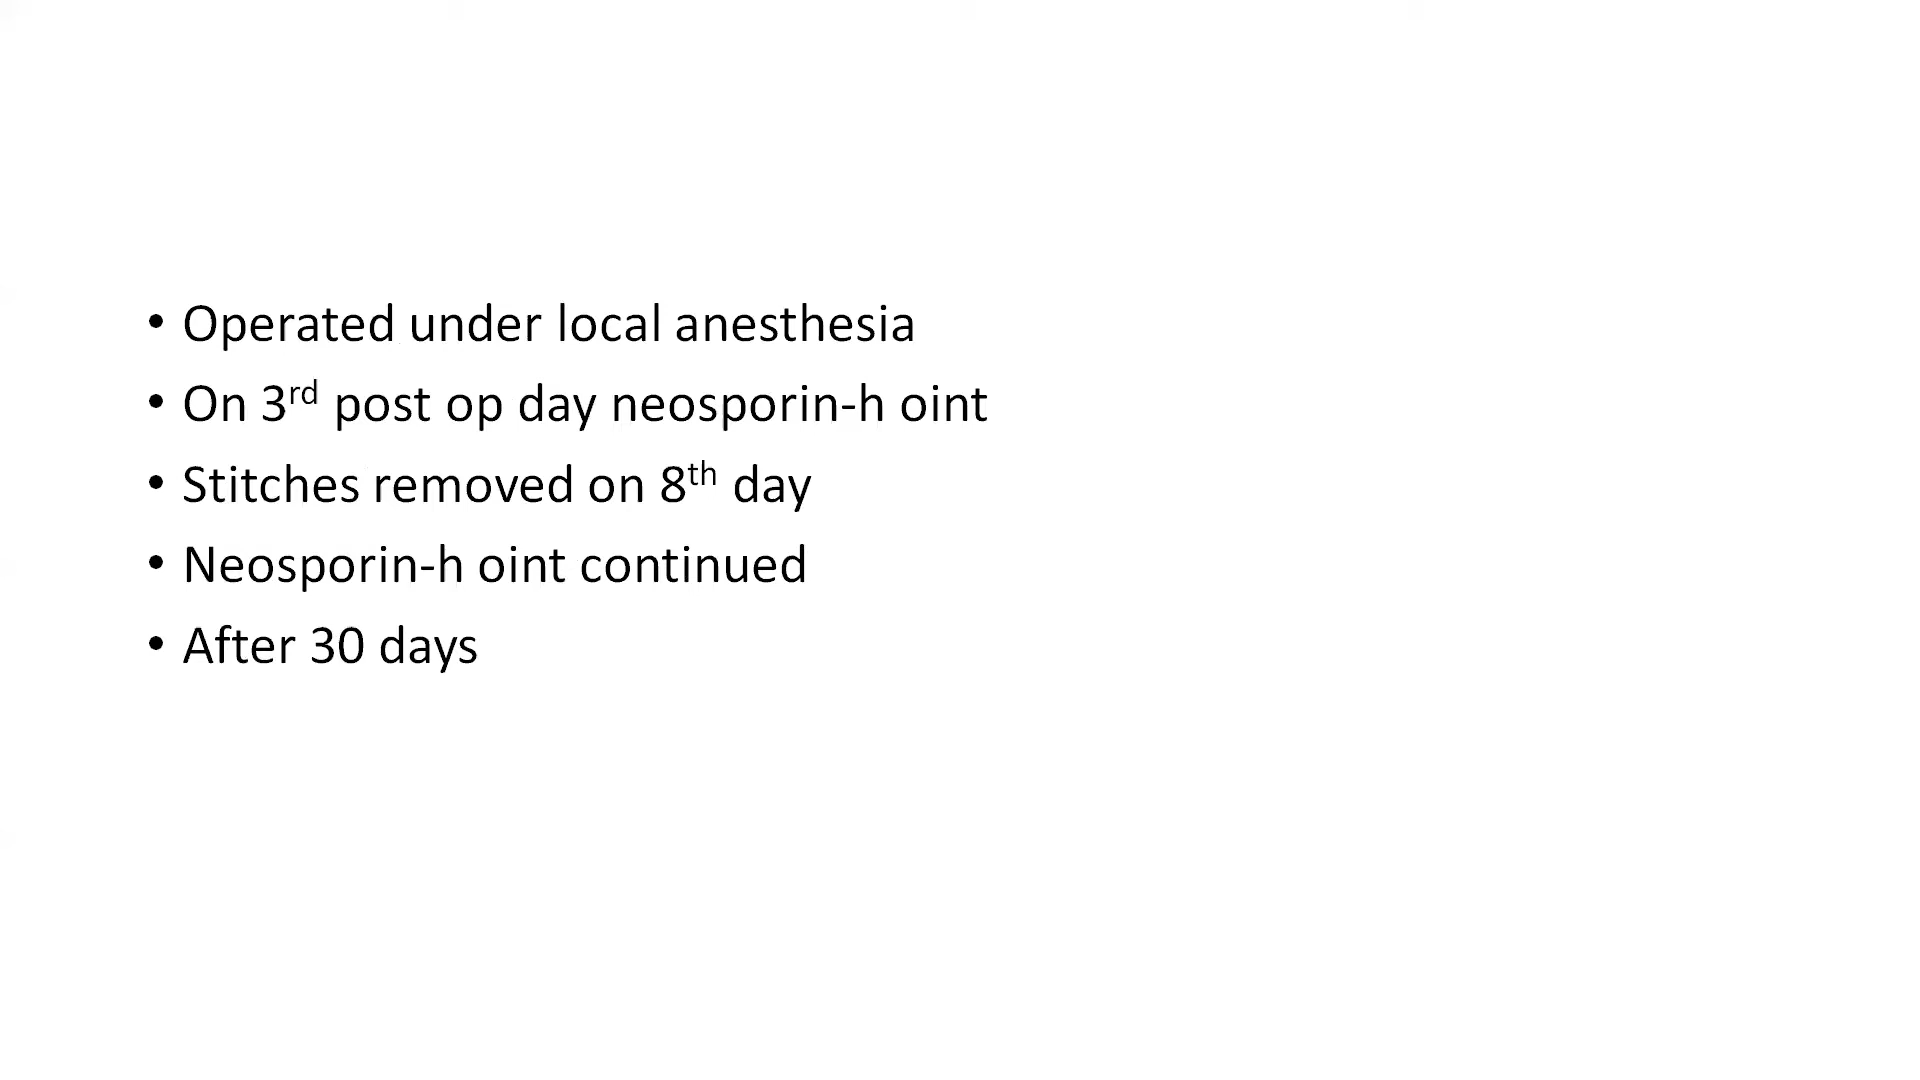 • Operated under local anesthesia
• On 3rd post op day neosporin-h oint
• Stitches removed on 8th day
• Neosporin-h oint continued
• After 30 days